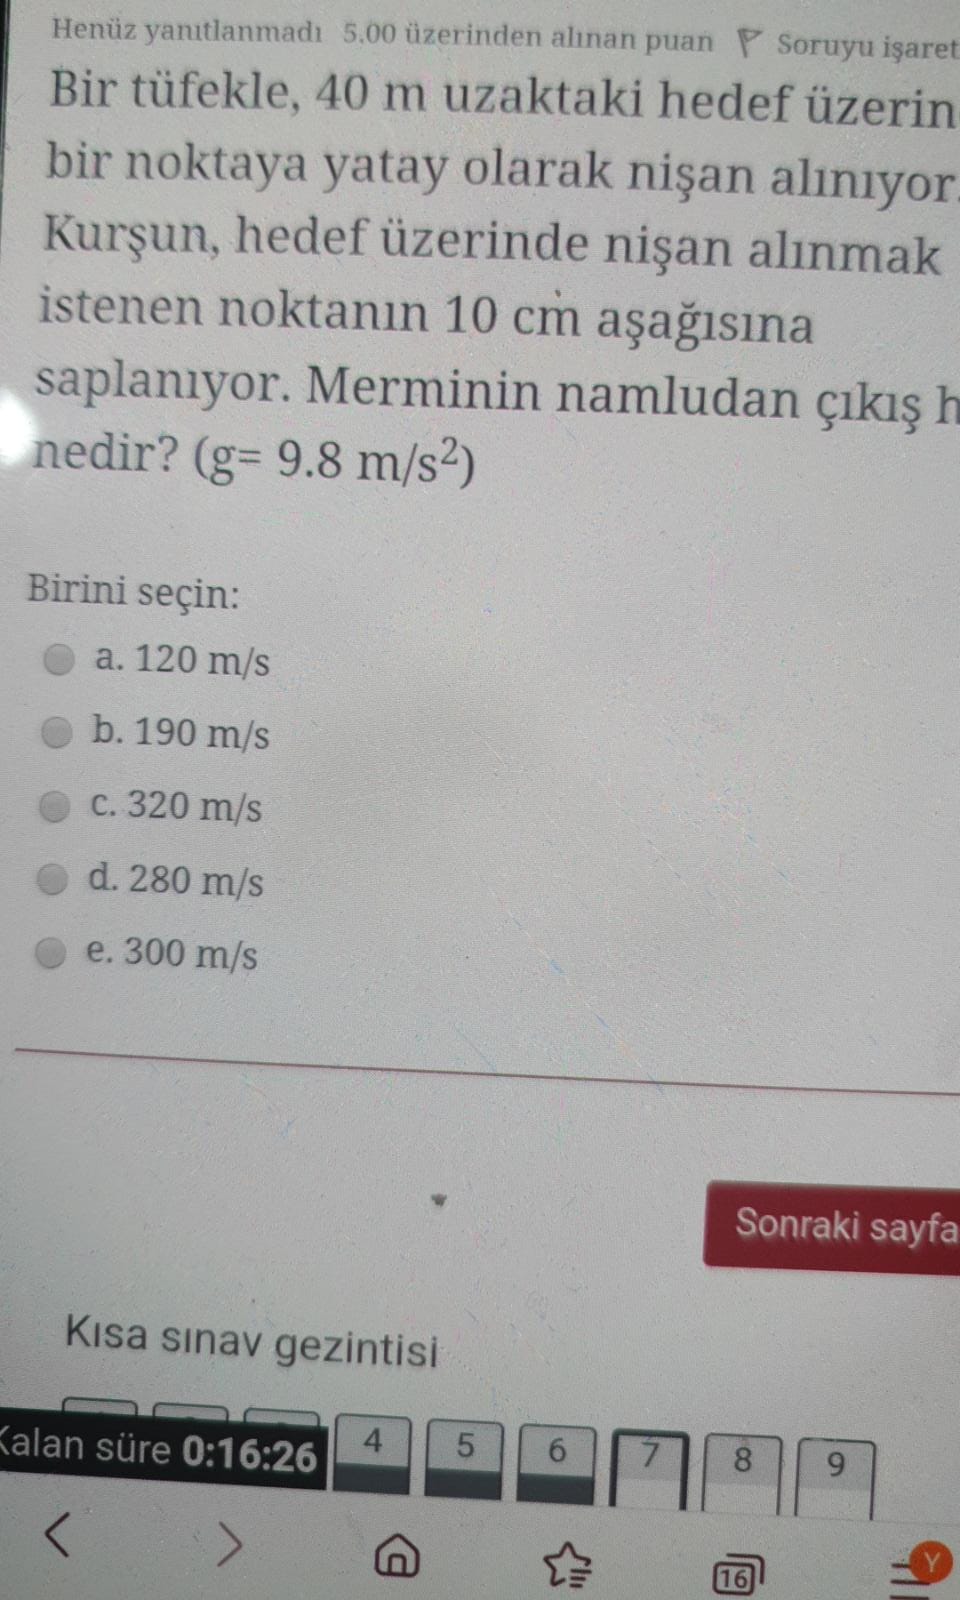 Henüz yanıtlanmadı 5.00 üzerinden alınan puan Soruyu işaret
Bir tüfekle, 40 m uzaktaki hedef üzerin
bir noktaya yatay olarak nişan alınıyor.
Kurşun, hedef üzerinde nişan alınmak
istenen noktanın 10 cm aşağısına
saplanıyor. Merminin namludan çıkış h
nedir? (g= 9.8 m/s²)
Birini seçin:
a. 120 m/s
b. 190 m/s
c. 320 m/s
d. 280 m/s
e. 300 m/s
Sonraki sayfa
Kısa sınav gezintisi
Kalan süre 0:16:26
4 5 6 7 8 9
16
Y